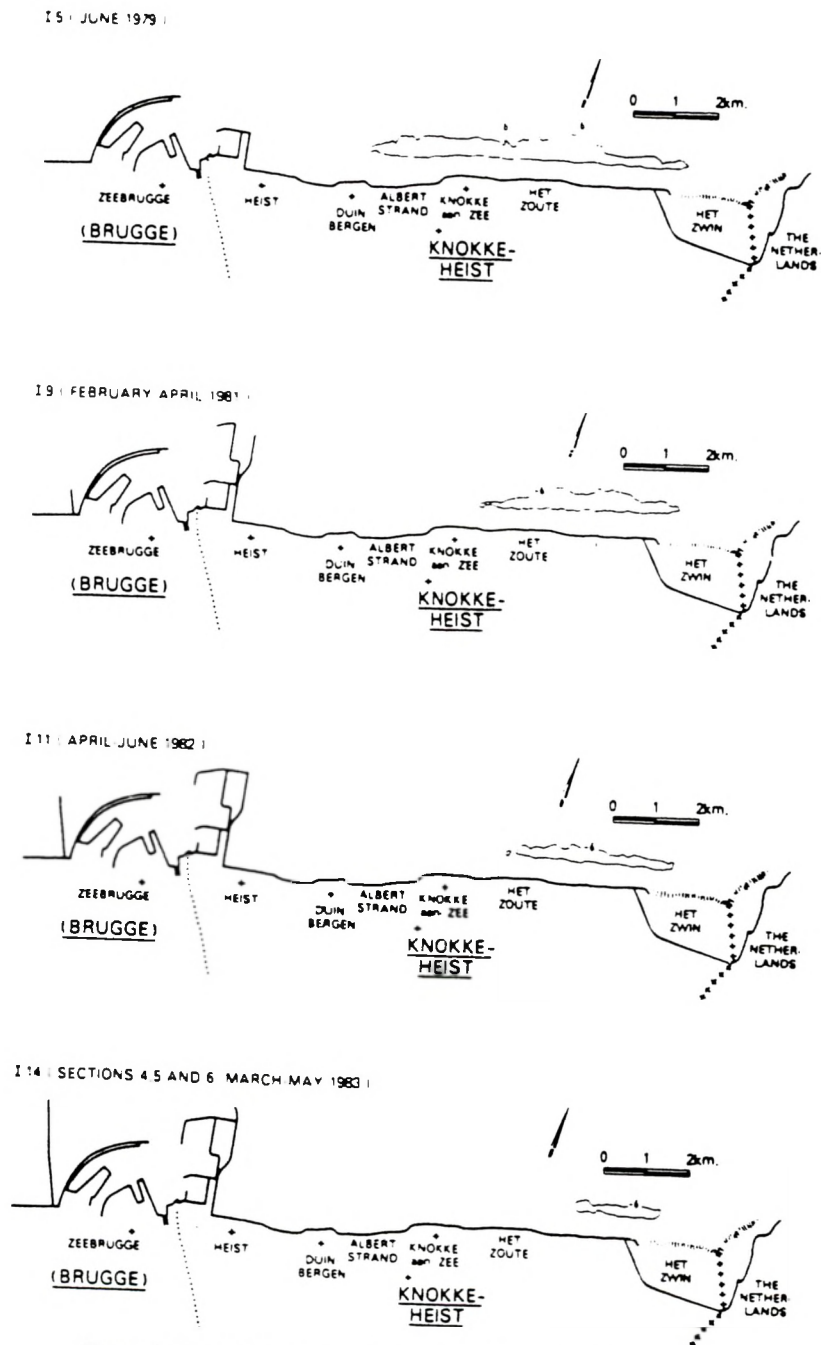 I 5 ( JUNE 1979 )
0 1 2km.
6 6
ZEEBRUGGE
(BRUGGE)
HEIST
DUIN
BERGEN
ALBERT
STRAND
KNOKKE
aan ZEE
HET
ZOUTE
KNOKKE-
HEIST
HET
ZWIN
THE
NETHER-
LANDS
I 9 ( FEBRUARY APRIL 1981 )
0 1 2km.
-6
ZEEBRUGGE
(BRUGGE)
HEIST
DUIN
BERGEN
ALBERT
STRAND
KNOKKE
aan ZEE
HET
ZOUTE
KNOKKE-
HEIST
HET
ZWIN
THE
NETHER-
LANDS
I 11 ( APRIL-JUNE 1982 )
0 1 2km.
-6
ZEEBRUGGE
(BRUGGE)
HEIST
DUIN
BERGEN
ALBERT
STRAND
KNOKKE
aan ZEE
HET
ZOUTE
KNOKKE-
HEIST
HET
ZWIN
THE
NETHER-
LANDS
I 14 ( SECTIONS 4.5 AND 6 MARCH-MAY 1983 )
0 1 2km.
-6
ZEEBRUGGE
(BRUGGE)
HEIST
DUIN
BERGEN
ALBERT
STRAND
KNOKKE
aan ZEE
HET
ZOUTE
KNOKKE-
HEIST
HET
ZWIN
THE
NETHER-
LANDS